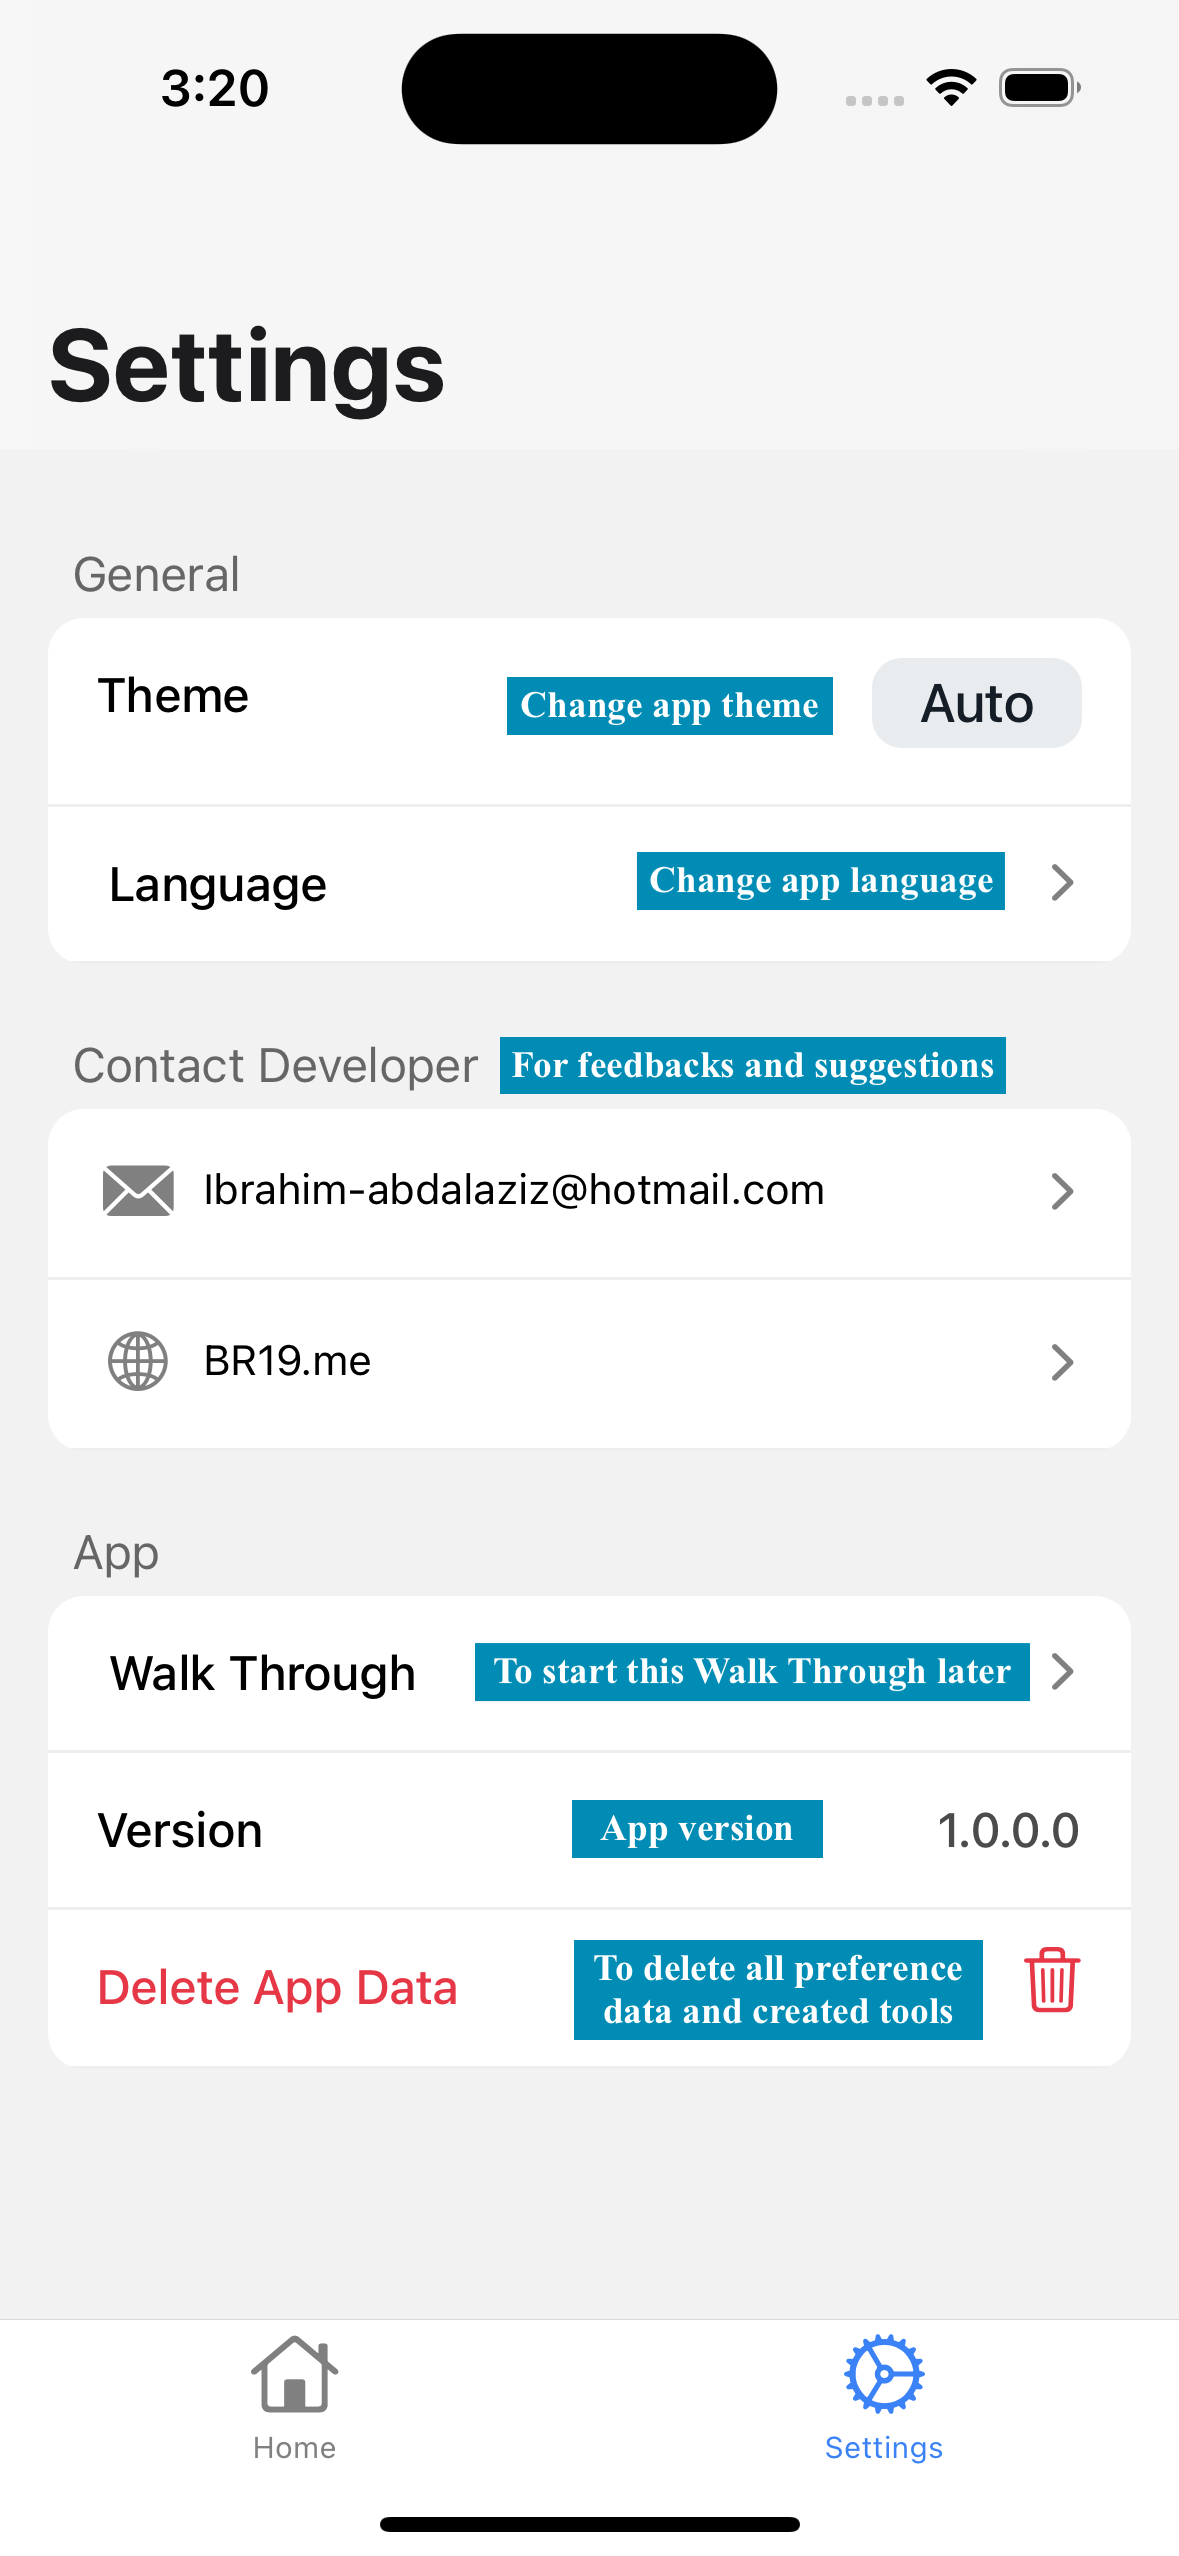 3:20
Settings
General
Theme
Change app theme
Auto
Language
Change app language
Contact Developer
For feedbacks and suggestions
Ibrahim-abdalaziz@hotmail.com
BR19.me
App
Walk Through
To start this Walk Through later
Version
App version
1.0.0.0
Delete App Data
To delete all preference
data and created tools
Home
Settings